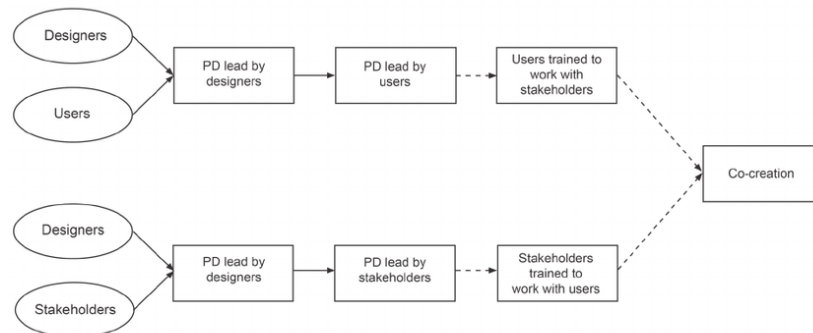 Designers
Users
PD lead by
designers
PD lead by
users
Users trained to
work with
stakeholders
Co-creation
Designers
Stakeholders
PD lead by
designers
PD lead by
stakeholders
Stakeholders
trained to
work with users